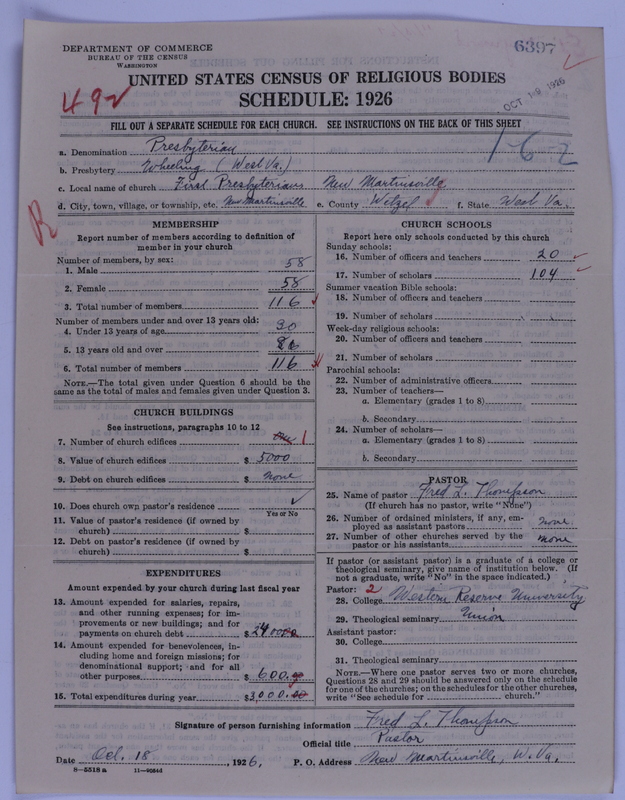 DEPARTMENT OF COMMERCE
BUREAU OF THE CENSUS
WASHINGTON
6397
UNITED STATES CENSUS OF RELIGIOUS BODIES
SCHEDULE: 1926
492
OCT 19 1926
FILL OUT A SEPARATE SCHEDULE FOR EACH CHURCH. SEE INSTRUCTIONS ON THE BACK OF THIS SHEET
1-6-2
a. Denomination Presbyterian
b. Presbytery Wheeling (West Va.)
c. Local name of church First Presbyterian New Martinsville
d. City, town, village, or township, etc. New Martinsville e. County Wetzel f. State West Va.
R
MEMBERSHIP
Report number of members according to definition of
member in your church
Number of members, by sex:
1. Male 58
2. Female 58
3. Total number of members 116
Number of members under and over 13 years old:
4. Under 13 years of age 30
5. 13 years old and over 86
6. Total number of members 116
NOTE.—The total given under Question 6 should be the
same as the total of males and females given under Question 3.
CHURCH BUILDINGS
See instructions, paragraphs 10 to 12
7. Number of church edifices One 1
8. Value of church edifices $ 5000
9. Debt on church edifices $ None
10. Does church own pastor's residence
Yes or No
11. Value of pastor's residence (if owned by
church) $
12. Debt on pastor's residence (if owned by
church) $
EXPENDITURES
Amount expended by your church during last fiscal year
13. Amount expended for salaries, repairs,
and other running expenses; for im-
provements or new buildings; and for
payments on church debt $ 2400
14. Amount expended for benevolences, in-
cluding home and foreign missions; for
denominational support; and for all
other purposes $ 600.00
15. Total expenditures during year $ 3000.00
CHURCH SCHOOLS
Report here only schools conducted by this church
Sunday schools:
16. Number of officers and teachers 20
17. Number of scholars 104
Summer vacation Bible schools:
18. Number of officers and teachers
19. Number of scholars
Week-day religious schools:
20. Number of officers and teachers
21. Number of scholars
Parochial schools:
22. Number of administrative officers
23. Number of teachers—
a. Elementary (grades 1 to 8)
b. Secondary
24. Number of scholars—
a. Elementary (grades 1 to 8)
b. Secondary
PASTOR
25. Name of pastor Fred L. Thompson
(If church has no pastor, write "None")
26. Number of ordained ministers, if any, em-
ployed as assistant pastors none
27. Number of other churches served by the
pastor or his assistants none
If pastor (or assistant pastor) is a graduate of a college or
theological seminary, give name of institution below. (If
not a graduate, write "No" in the space indicated.)
Pastor: 2
28. College Western Reserve University
29. Theological seminary Union
Assistant pastor:
30. College
31. Theological seminary
NOTE.—Where one pastor serves two or more churches,
Questions 28 and 29 should be answered only on the schedule
for one of the churches; on the schedules for the other churches,
write "See schedule for church."
Signature of person furnishing information Fred L. Thompson
Official title Pastor
Date Oct. 18, 1926. P. O. Address New Martinsville, W. Va.
8-5518a 11-9084d